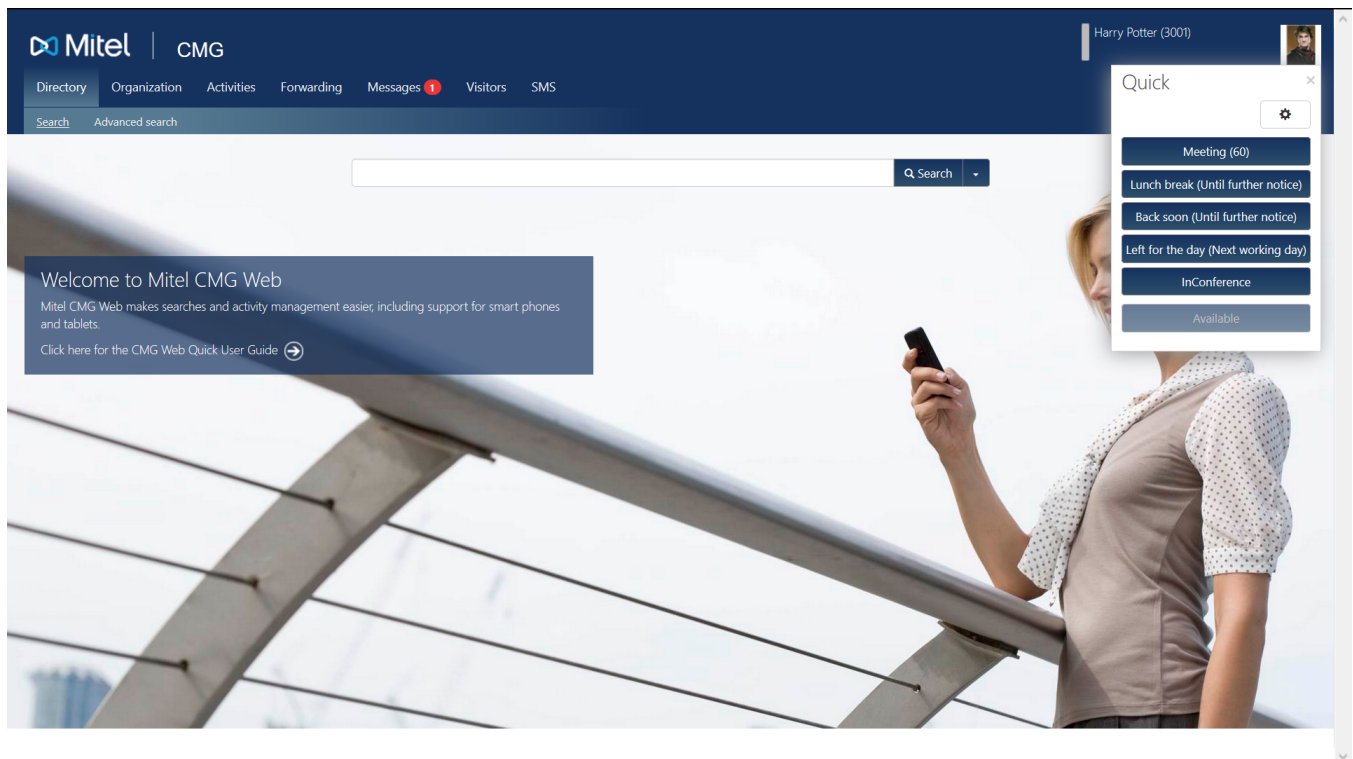 Mitel | CMG
Harry Potter (3001)
Directory Organization Activities Forwarding Messages 1 Visitors SMS
Search Advanced search
Quick ×
Meeting (60)
Lunch break (Until further notice)
Back soon (Until further notice)
Left for the day (Next working day)
InConference
Available
Search
Welcome to Mitel CMG Web
Mitel CMG Web makes searches and activity management easier, including support for smart phones
and tablets.
Click here for the CMG Web Quick User Guide